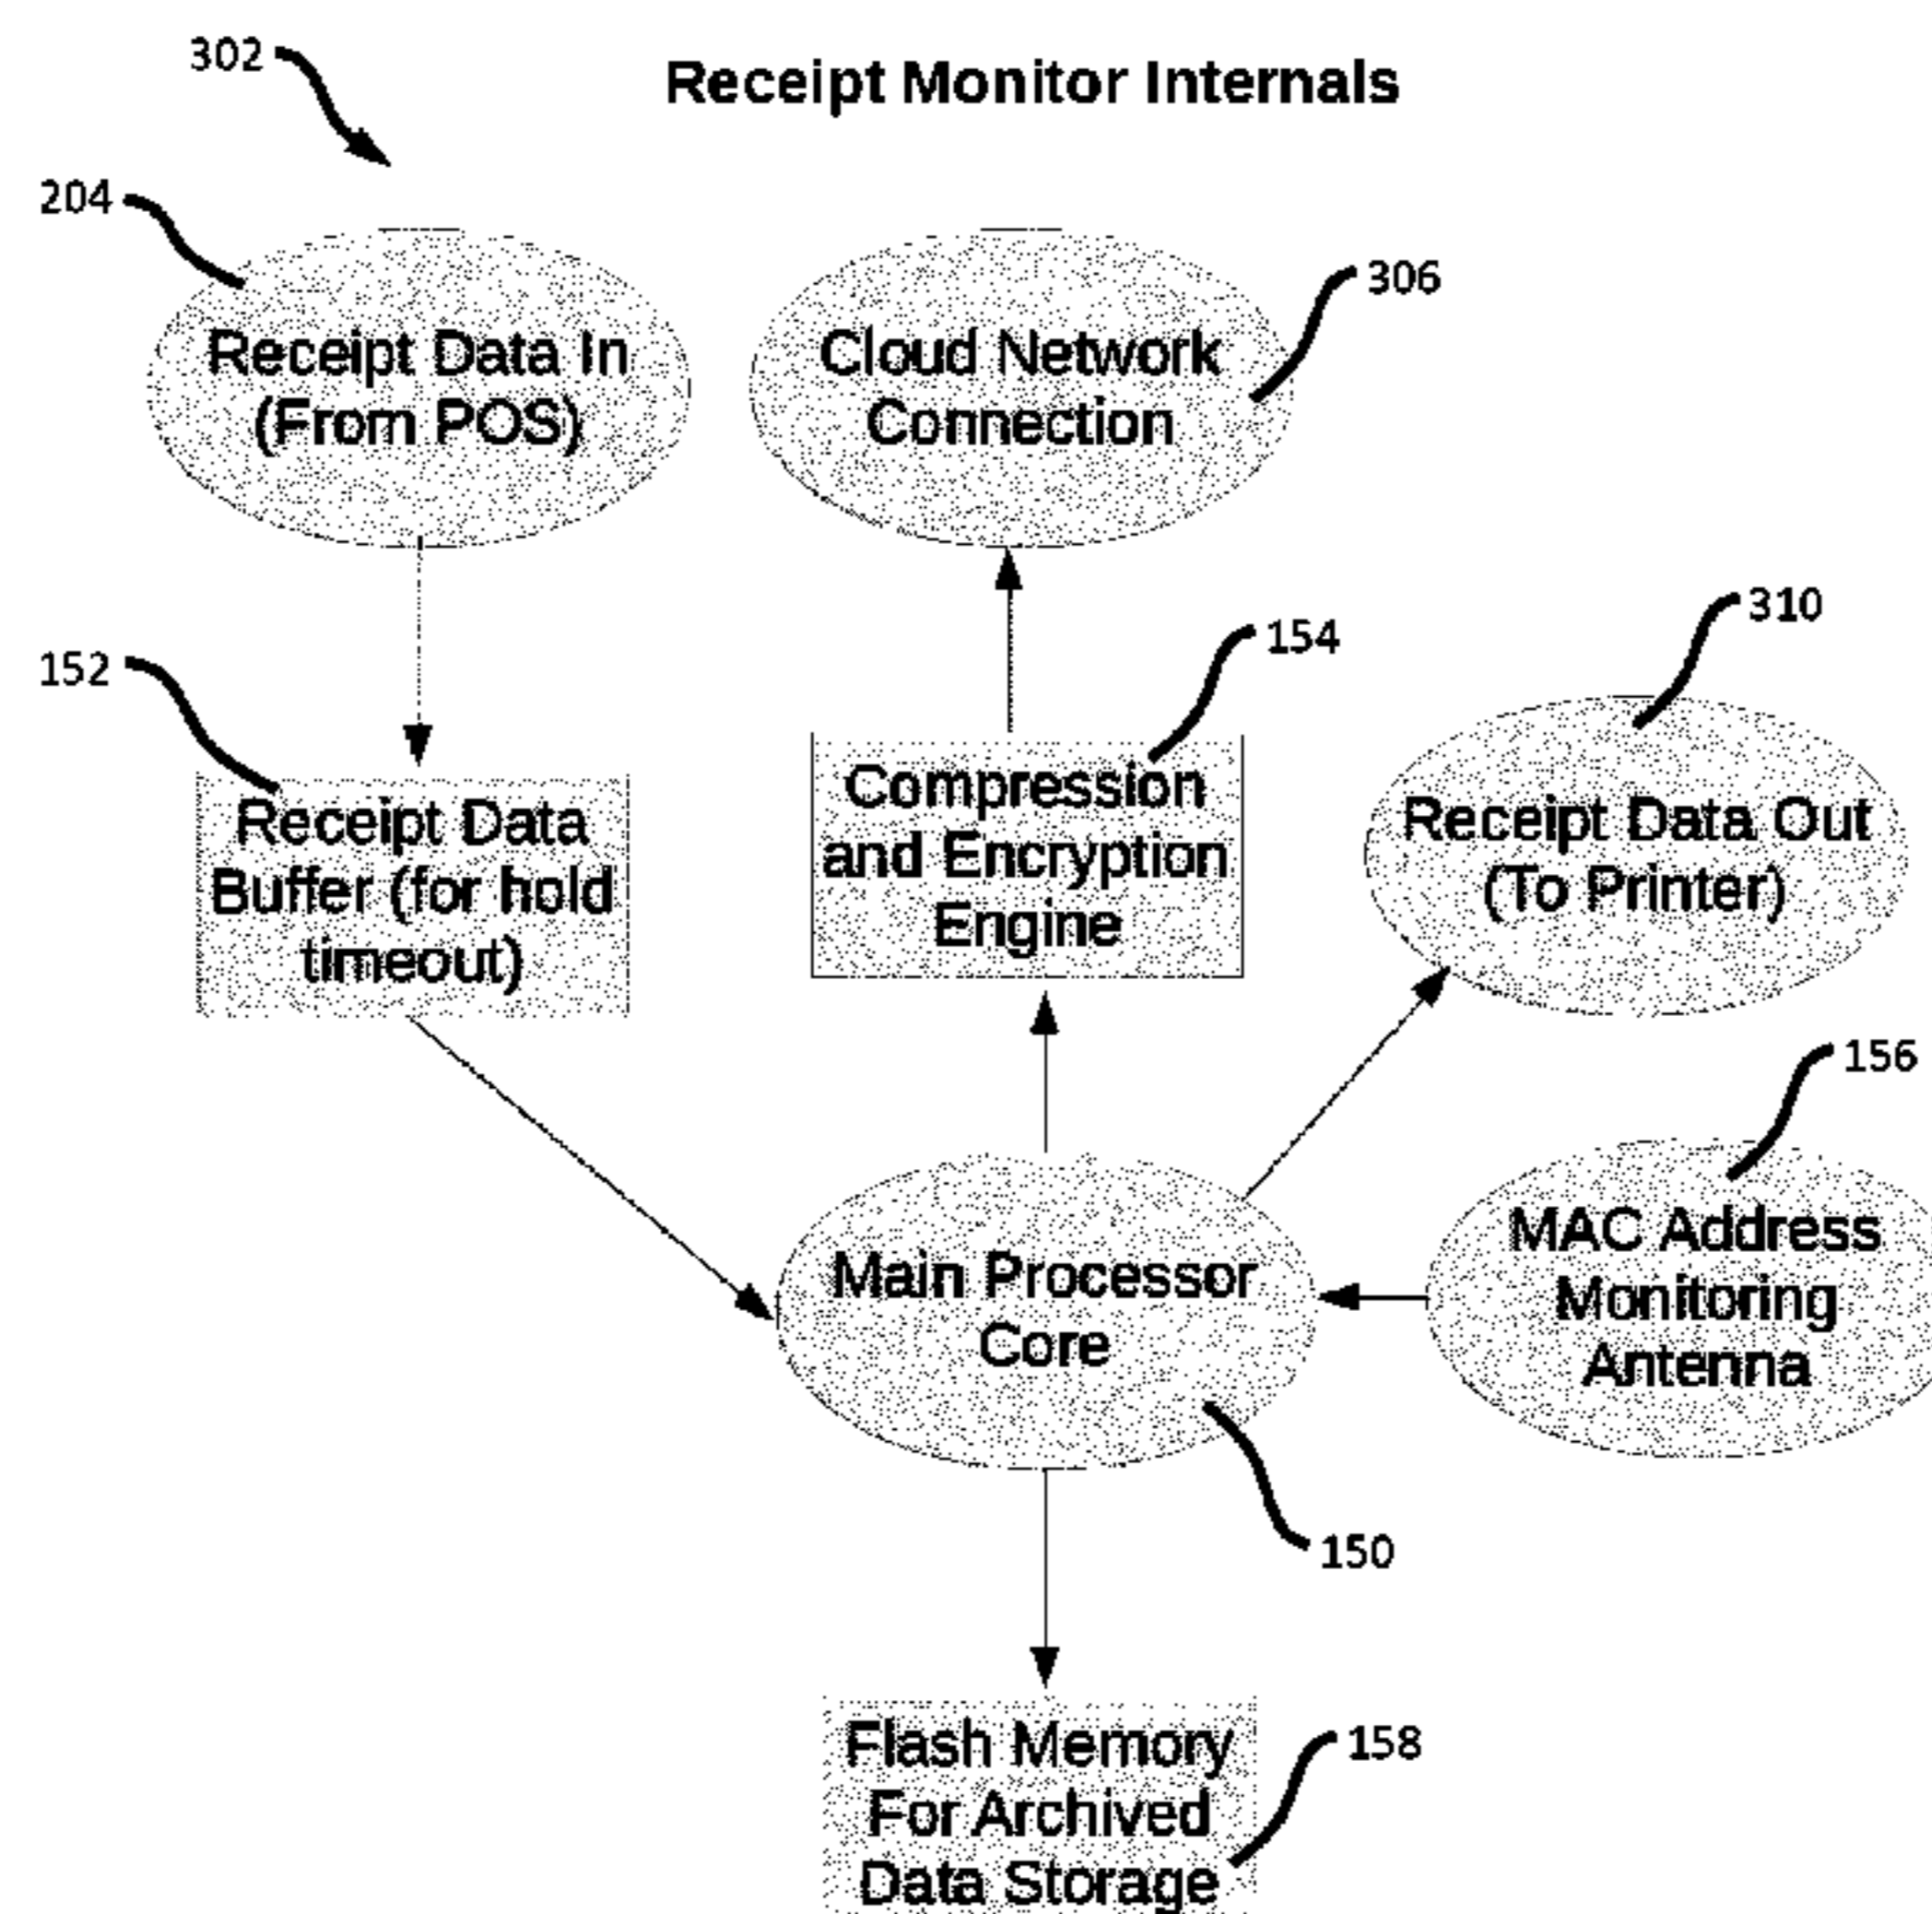 302
Receipt Monitor Internals
204
Receipt Data In
(From POS)
Cloud Network
Connection
306
152
Receipt Data
Buffer (for hold
timeout)
154
Compression
and Encryption
Engine
310
Receipt Data Out
(To Printer)
156
MAC Address
Monitoring
Antenna
Main Processor
Core
150
Flash Memory
For Archived
Data Storage
158